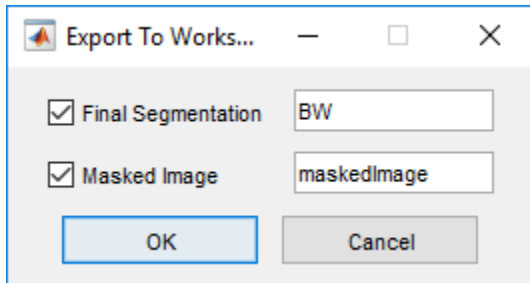 Export To Works...
Final Segmentation BW
Masked Image maskedImage
OK Cancel